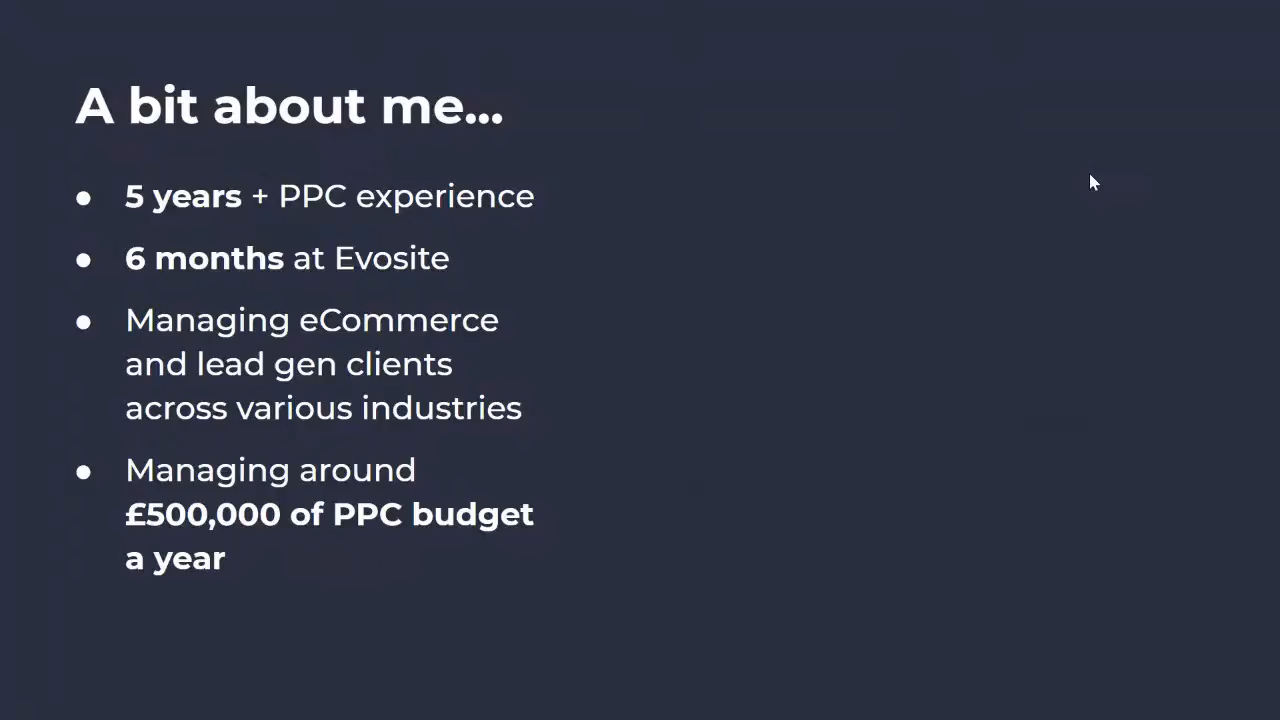 A bit about me...
● 5 years + PPC experience
● 6 months at Evosite
● Managing eCommerce
and lead gen clients
across various industries
● Managing around
£500,000 of PPC budget
a year